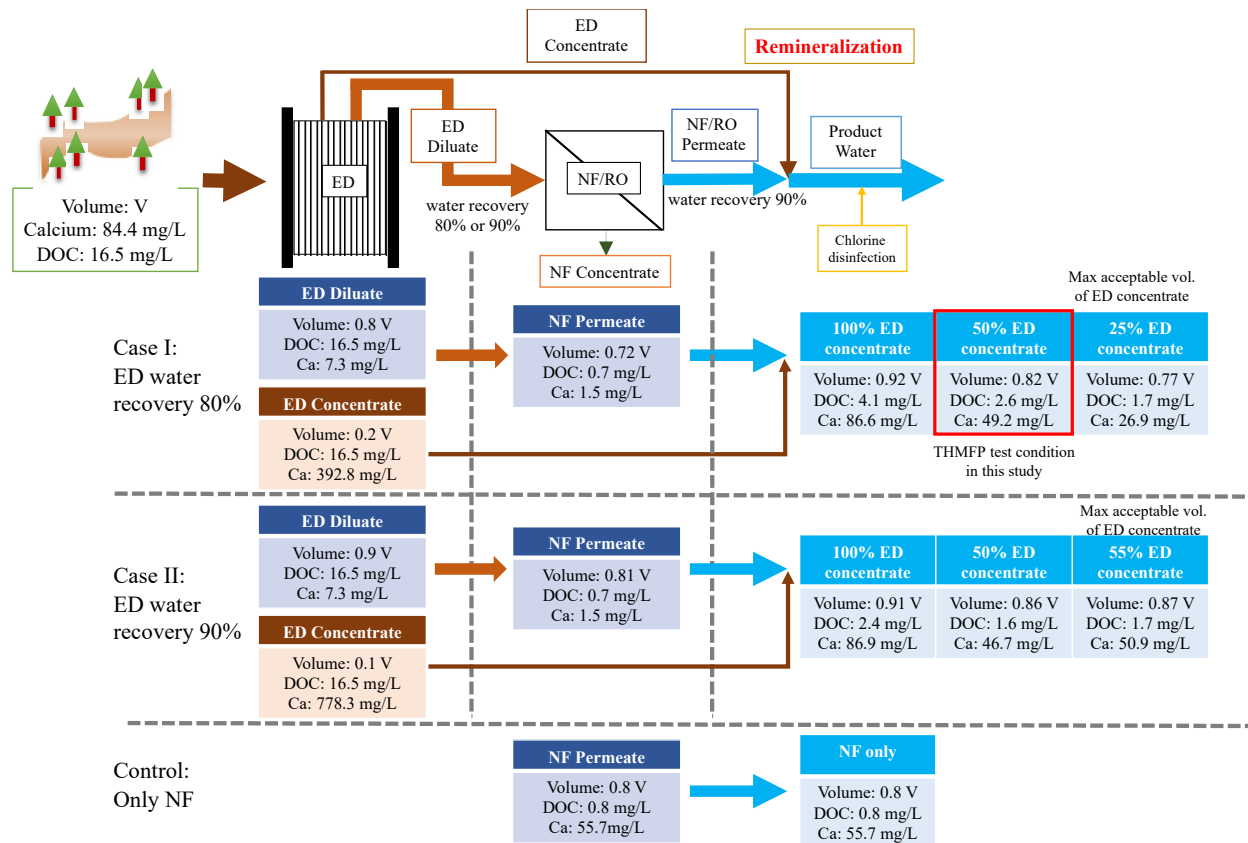 ED
Concentrate
Remineralization
ED
Diluate
NF/RO
Permeate
Product
Water
ED
NF/RO
Volume: V
Calcium: 84.4 mg/L
DOC: 16.5 mg/L
water recovery
80% or 90%
water recovery 90%
Chlorine
disinfection
NF Concentrate
Case I:
ED water
recovery 80%
ED Diluate
Volume: 0.8 V
DOC: 16.5 mg/L
Ca: 7.3 mg/L
ED Concentrate
Volume: 0.2 V
DOC: 16.5 mg/L
Ca: 392.8 mg/L
NF Permeate
Volume: 0.72 V
DOC: 0.7 mg/L
Ca: 1.5 mg/L
Max acceptable vol.
of ED concentrate
100% ED
concentrate
Volume: 0.92 V
DOC: 4.1 mg/L
Ca: 86.6 mg/L
50% ED
concentrate
Volume: 0.82 V
DOC: 2.6 mg/L
Ca: 49.2 mg/L
25% ED
concentrate
Volume: 0.77 V
DOC: 1.7 mg/L
Ca: 26.9 mg/L
THMFP test condition
in this study
Case II:
ED water
recovery 90%
ED Diluate
Volume: 0.9 V
DOC: 16.5 mg/L
Ca: 7.3 mg/L
ED Concentrate
Volume: 0.1 V
DOC: 16.5 mg/L
Ca: 778.3 mg/L
NF Permeate
Volume: 0.81 V
DOC: 0.7 mg/L
Ca: 1.5 mg/L
Max acceptable vol.
of ED concentrate
100% ED
concentrate
Volume: 0.91 V
DOC: 2.4 mg/L
Ca: 86.9 mg/L
50% ED
concentrate
Volume: 0.86 V
DOC: 1.6 mg/L
Ca: 46.7 mg/L
55% ED
concentrate
Volume: 0.87 V
DOC: 1.7 mg/L
Ca: 50.9 mg/L
Control:
Only NF
NF Permeate
Volume: 0.8 V
DOC: 0.8 mg/L
Ca: 55.7mg/L
NF only
Volume: 0.8 V
DOC: 0.8 mg/L
Ca: 55.7 mg/L